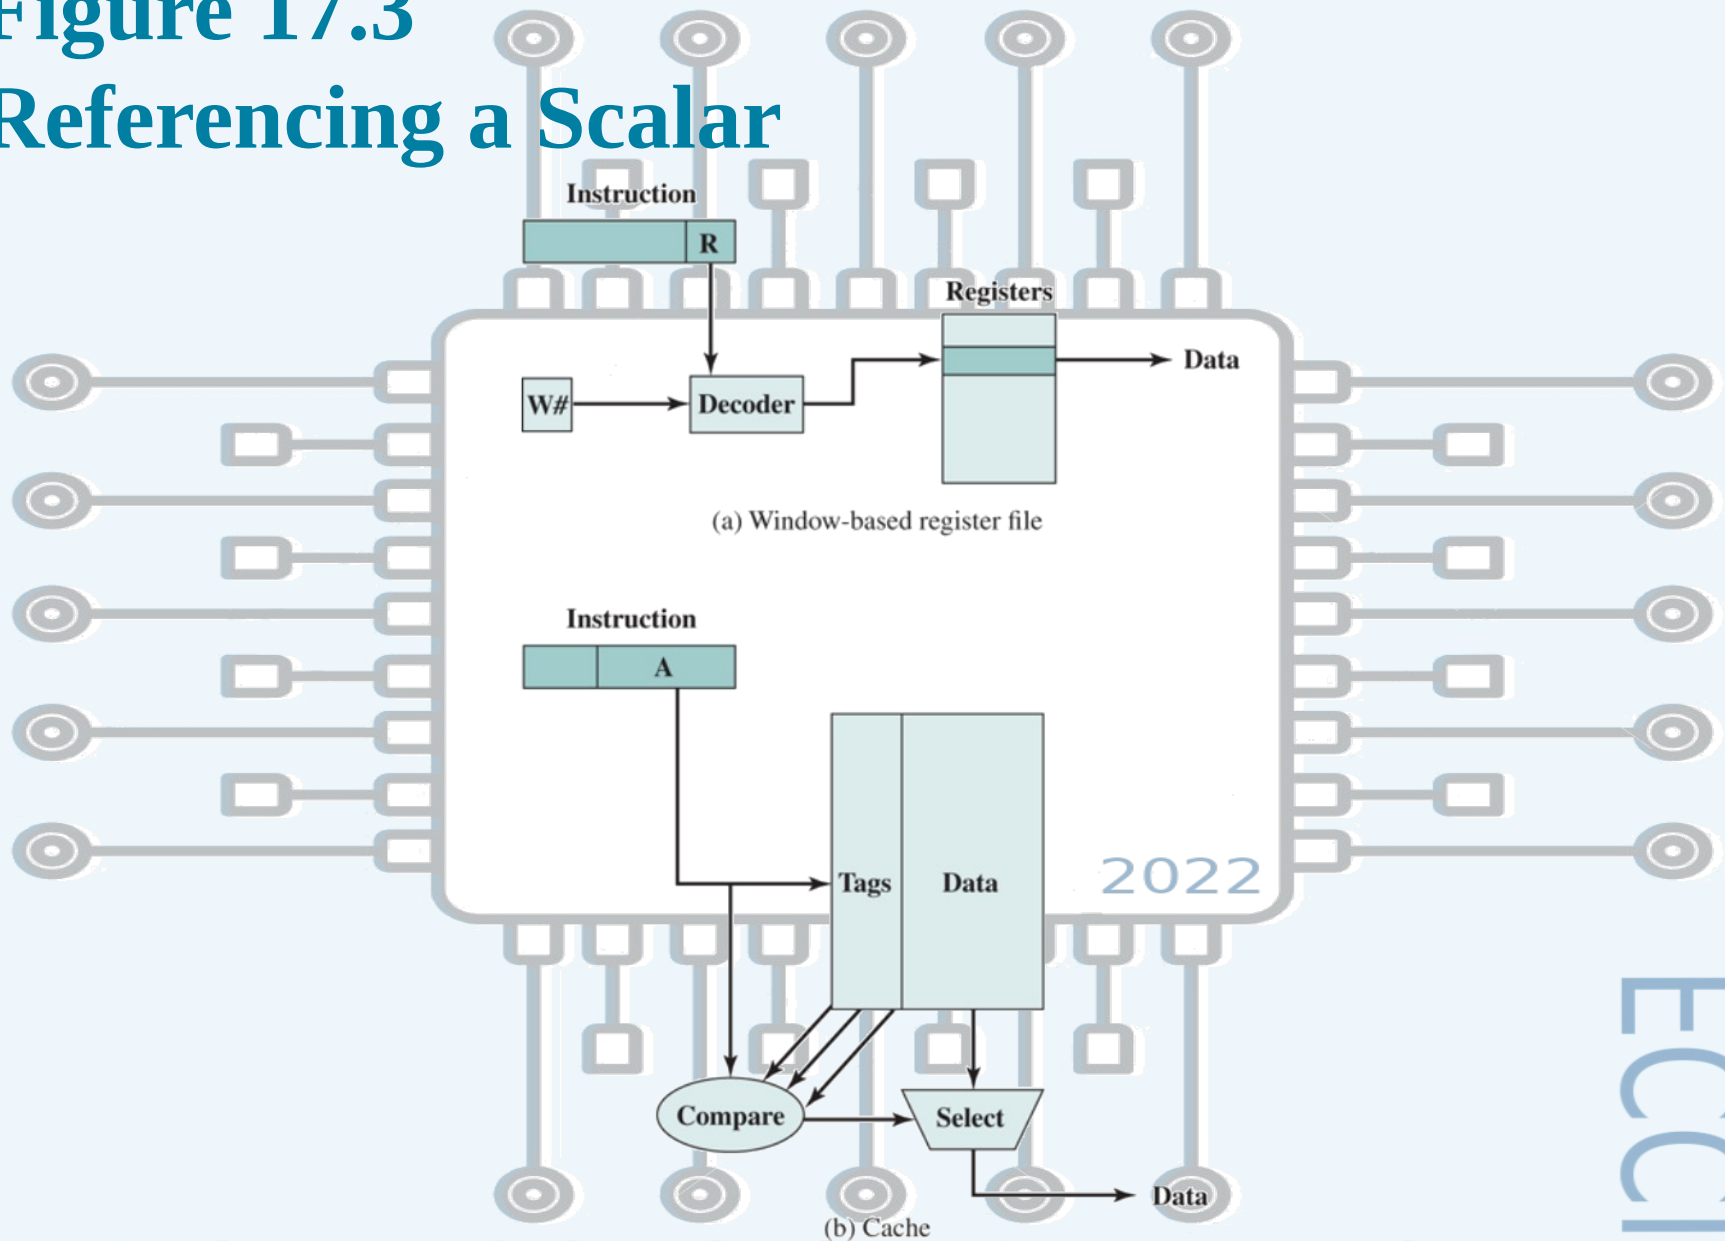 Figure 17.3
Referencing a Scalar
Instruction
R
Registers
W#
Decoder
Data
(a) Window-based register file
Instruction
A
Tags
Data
2022
Compare
Select
Data
(b) Cache
ECCI